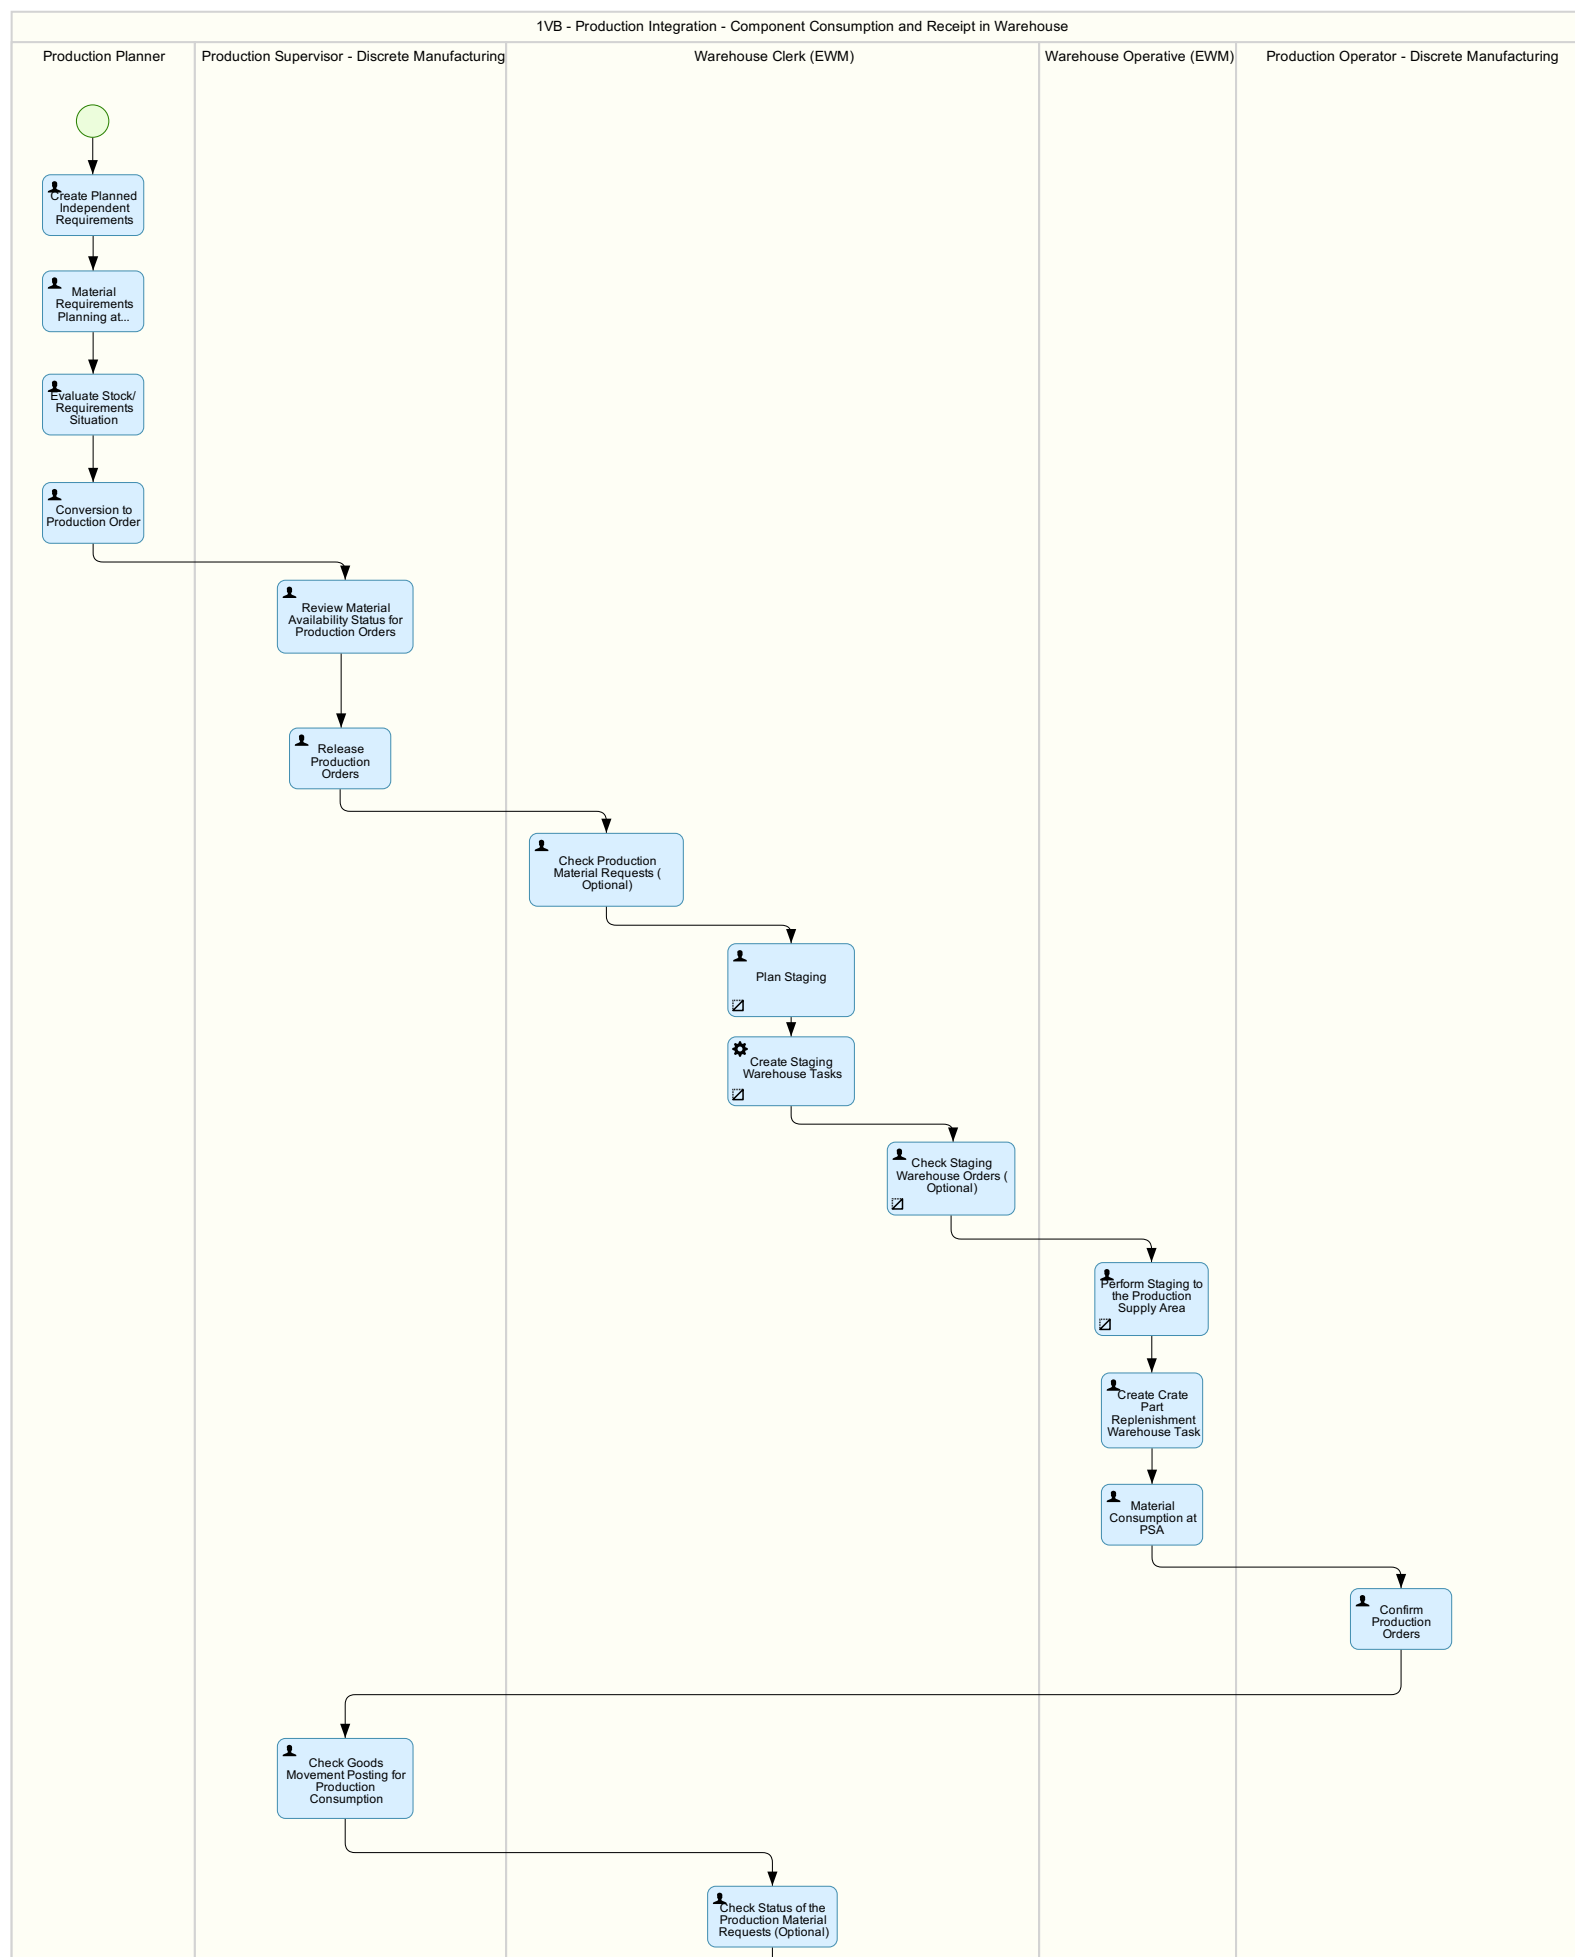 1VB - Production Integration - Component Consumption and Receipt in Warehouse
Production Planner
Production Supervisor - Discrete Manufacturing
Warehouse Clerk (EWM)
Warehouse Operative (EWM)
Production Operator - Discrete Manufacturing
Create Planned
Independent
Requirements
Material
Requirements
Planning at...
Evaluate Stock/
Requirements
Situation
Conversion to
Production Order
Review Material
Availability Status for
Production Orders
Release
Production
Orders
Check Production
Material Requests (
Optional)
Plan Staging
Create Staging
Warehouse Tasks
Check Staging
Warehouse Orders (
Optional)
Perform Staging to
the Production
Supply Area
Create Crate
Part
Replenishment
Warehouse Task
Material
Consumption at
PSA
Confirm
Production
Orders
Check Goods
Movement Posting for
Production
Consumption
Check Status of the
Production Material
Requests (Optional)